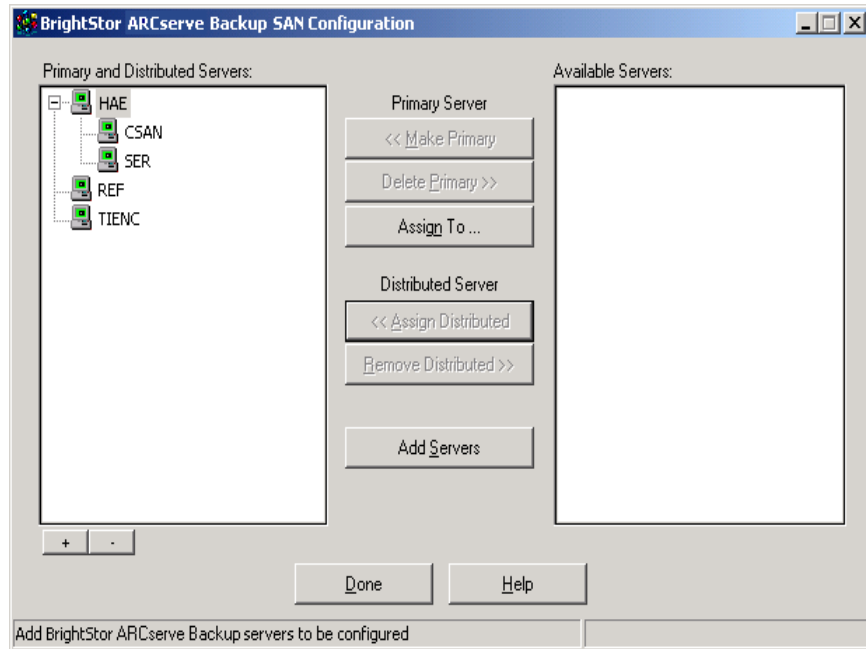 BrightStor ARCserve Backup SAN Configuration
Primary and Distributed Servers:
HAE
CSAN
SER
REF
TIENC
+ -
Primary Server
<< Make Primary
Delete Primary >>
Assign To ...
Distributed Server
<< Assign Distributed
Remove Distributed >>
Add Servers
Available Servers:
Done
Help
Add BrightStor ARCserve Backup servers to be configured